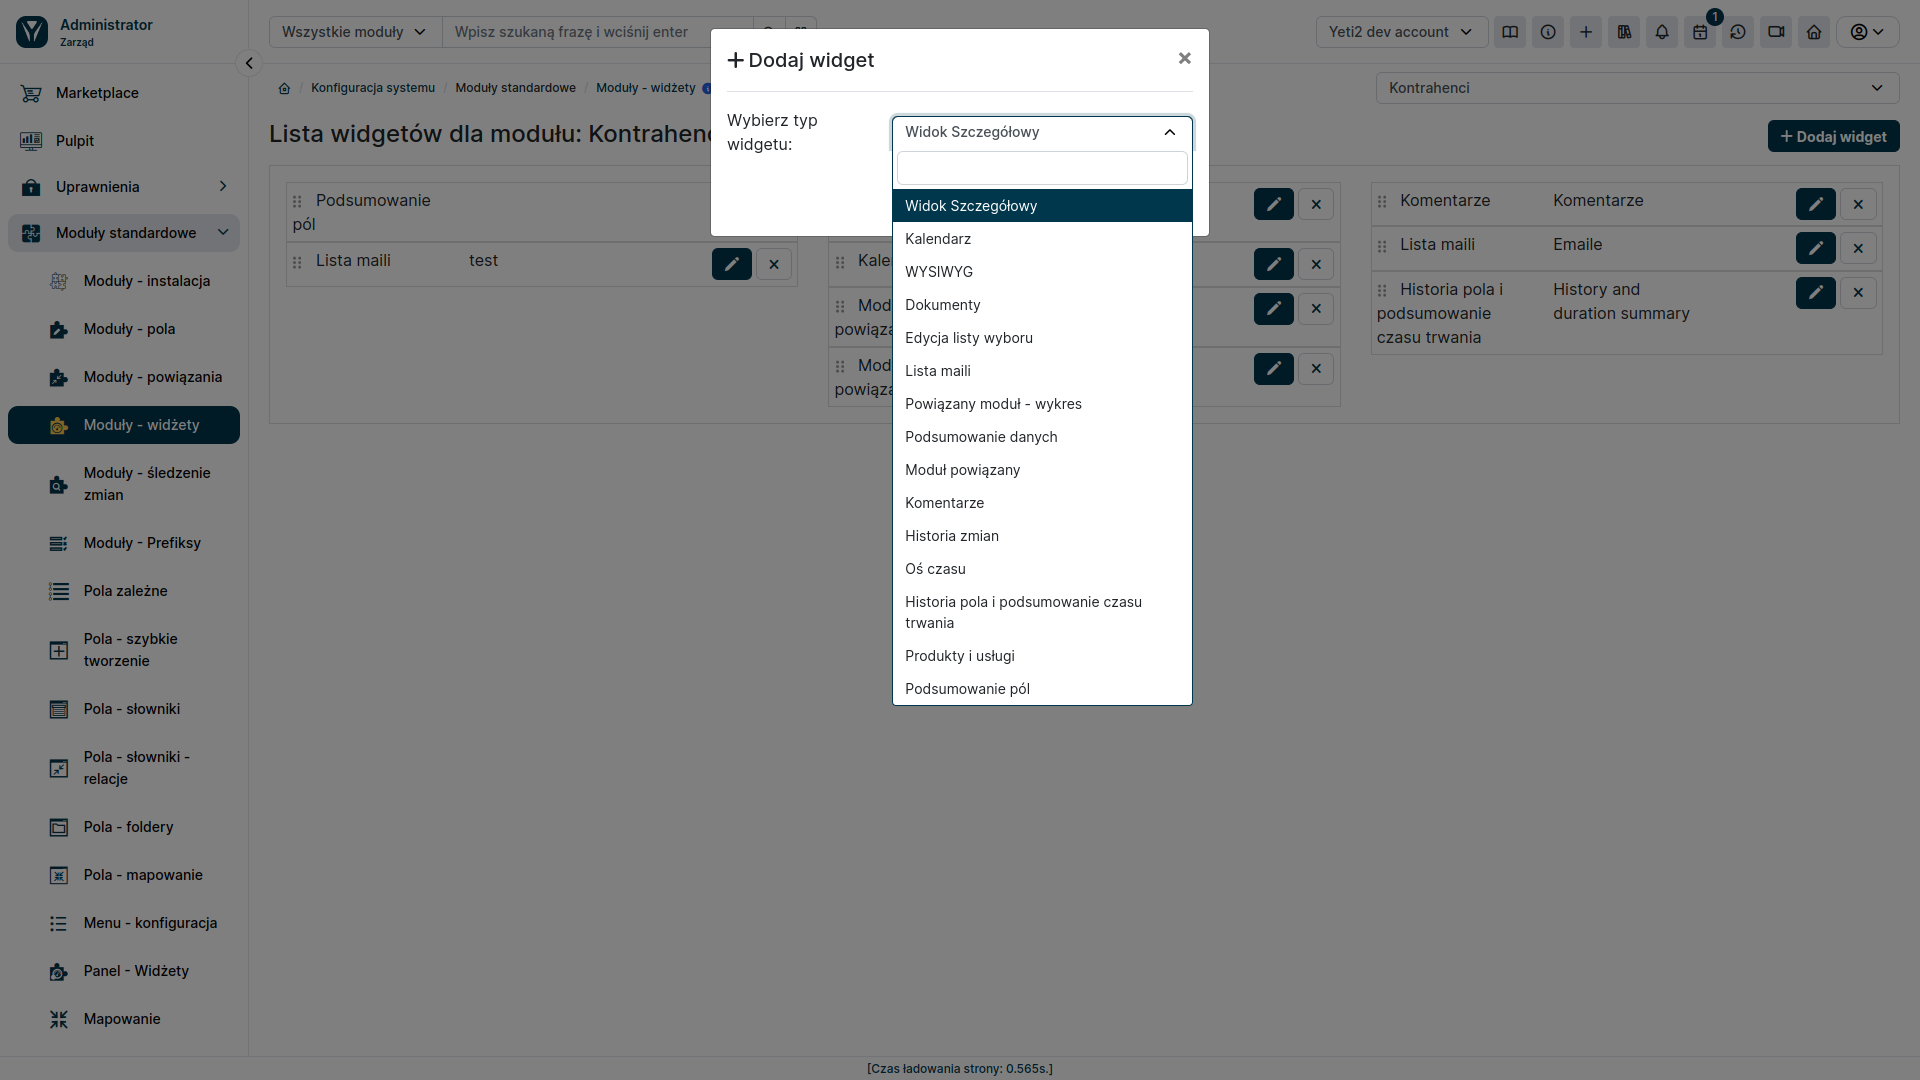 Administrator
Zarząd
Wszystkie moduły
Wpisz szukaną frazę i wciśnij enter
Yeti2 dev account
1
Marketplace
Pulpit
Uprawnienia
Moduły standardowe
Moduły - instalacja
Moduły - pola
Moduły - powiązania
Moduły - widżety
Moduły - śledzenie
zmian
Moduły - Prefiksy
Pola zależne
Pola - szybkie
tworzenie
Pola - słowniki
Pola - słowniki -
relacje
Pola - foldery
Pola - mapowanie
Menu - konfiguracja
Panel - Widżety
Mapowanie
/ Konfiguracja systemu / Moduły standardowe / Moduły - widżety
Kontrahenci
Lista widgetów dla modułu: Kontrahenc
+ Dodaj widget
Podsumowanie
pól
Lista maili test
Kale
Mod
powiąza
Mod
powiąza
Komentarze Komentarze
Lista maili Emaile
Historia pola i History and
podsumowanie duration summary
czasu trwania
+ Dodaj widget
×
Wybierz typ
widgetu:
Widok Szczegółowy
Widok Szczegółowy
Kalendarz
WYSIWYG
Dokumenty
Edycja listy wyboru
Lista maili
Powiązany moduł - wykres
Podsumowanie danych
Moduł powiązany
Komentarze
Historia zmian
Oś czasu
Historia pola i podsumowanie czasu
trwania
Produkty i usługi
Podsumowanie pól
[Czas ładowania strony: 0.565s.]